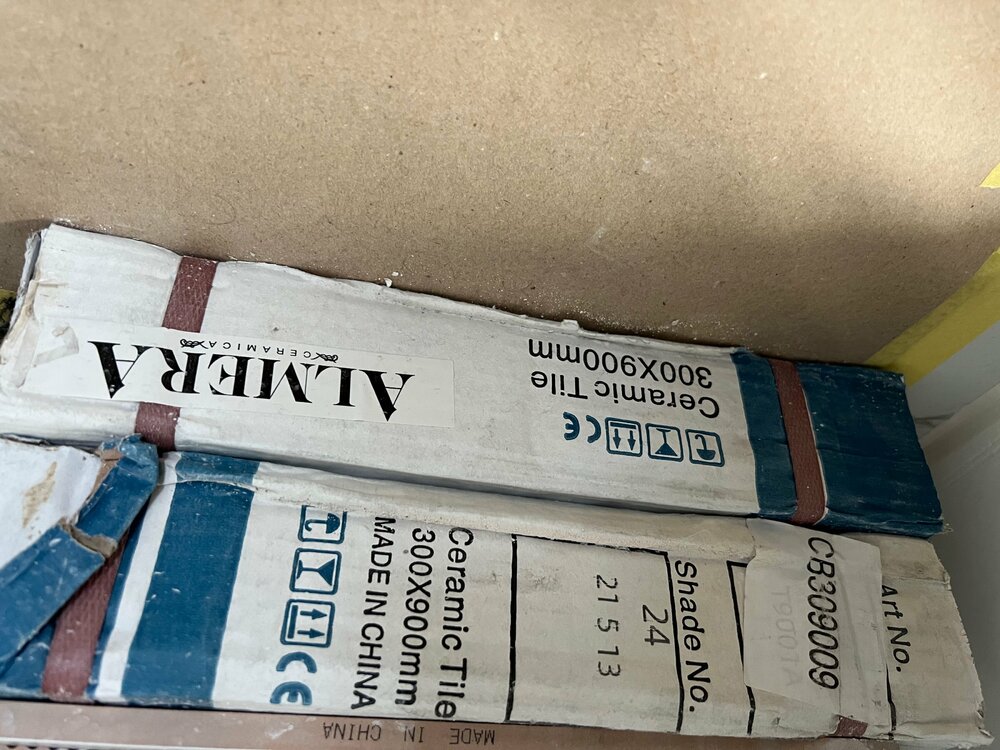 ALMERA
CERAMICA
Ceramic Tile
300X900mm
CE
Art No.
CB309009
Shade No.
24
21 5 13
Ceramic Tile
300X900mm
MADE IN CHINA
CE
MADE IN CHINA